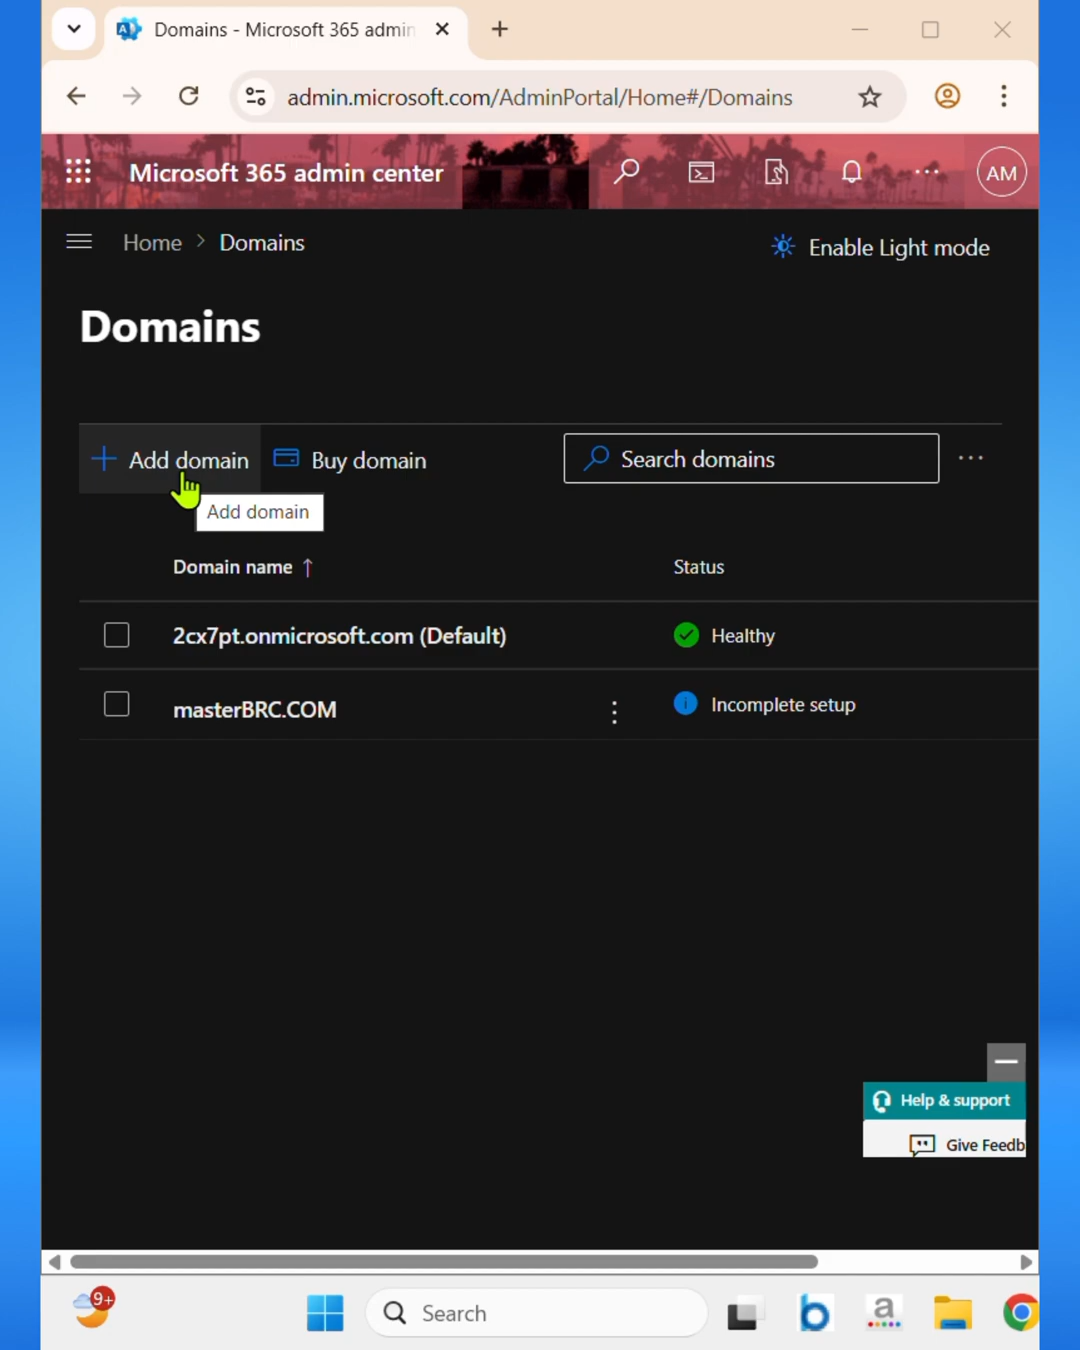 Domains - Microsoft 365 admin
admin.microsoft.com/AdminPortal/Home#/Domains
Microsoft 365 admin center
AM
Home > Domains
Enable Light mode
Domains
Add domain
Buy domain
Search domains
Add domain
Domain name ↑
Status
2cx7pt.onmicrosoft.com (Default)
Healthy
masterBRC.COM
Incomplete setup
Help & support
Give Feedb
9+
Search